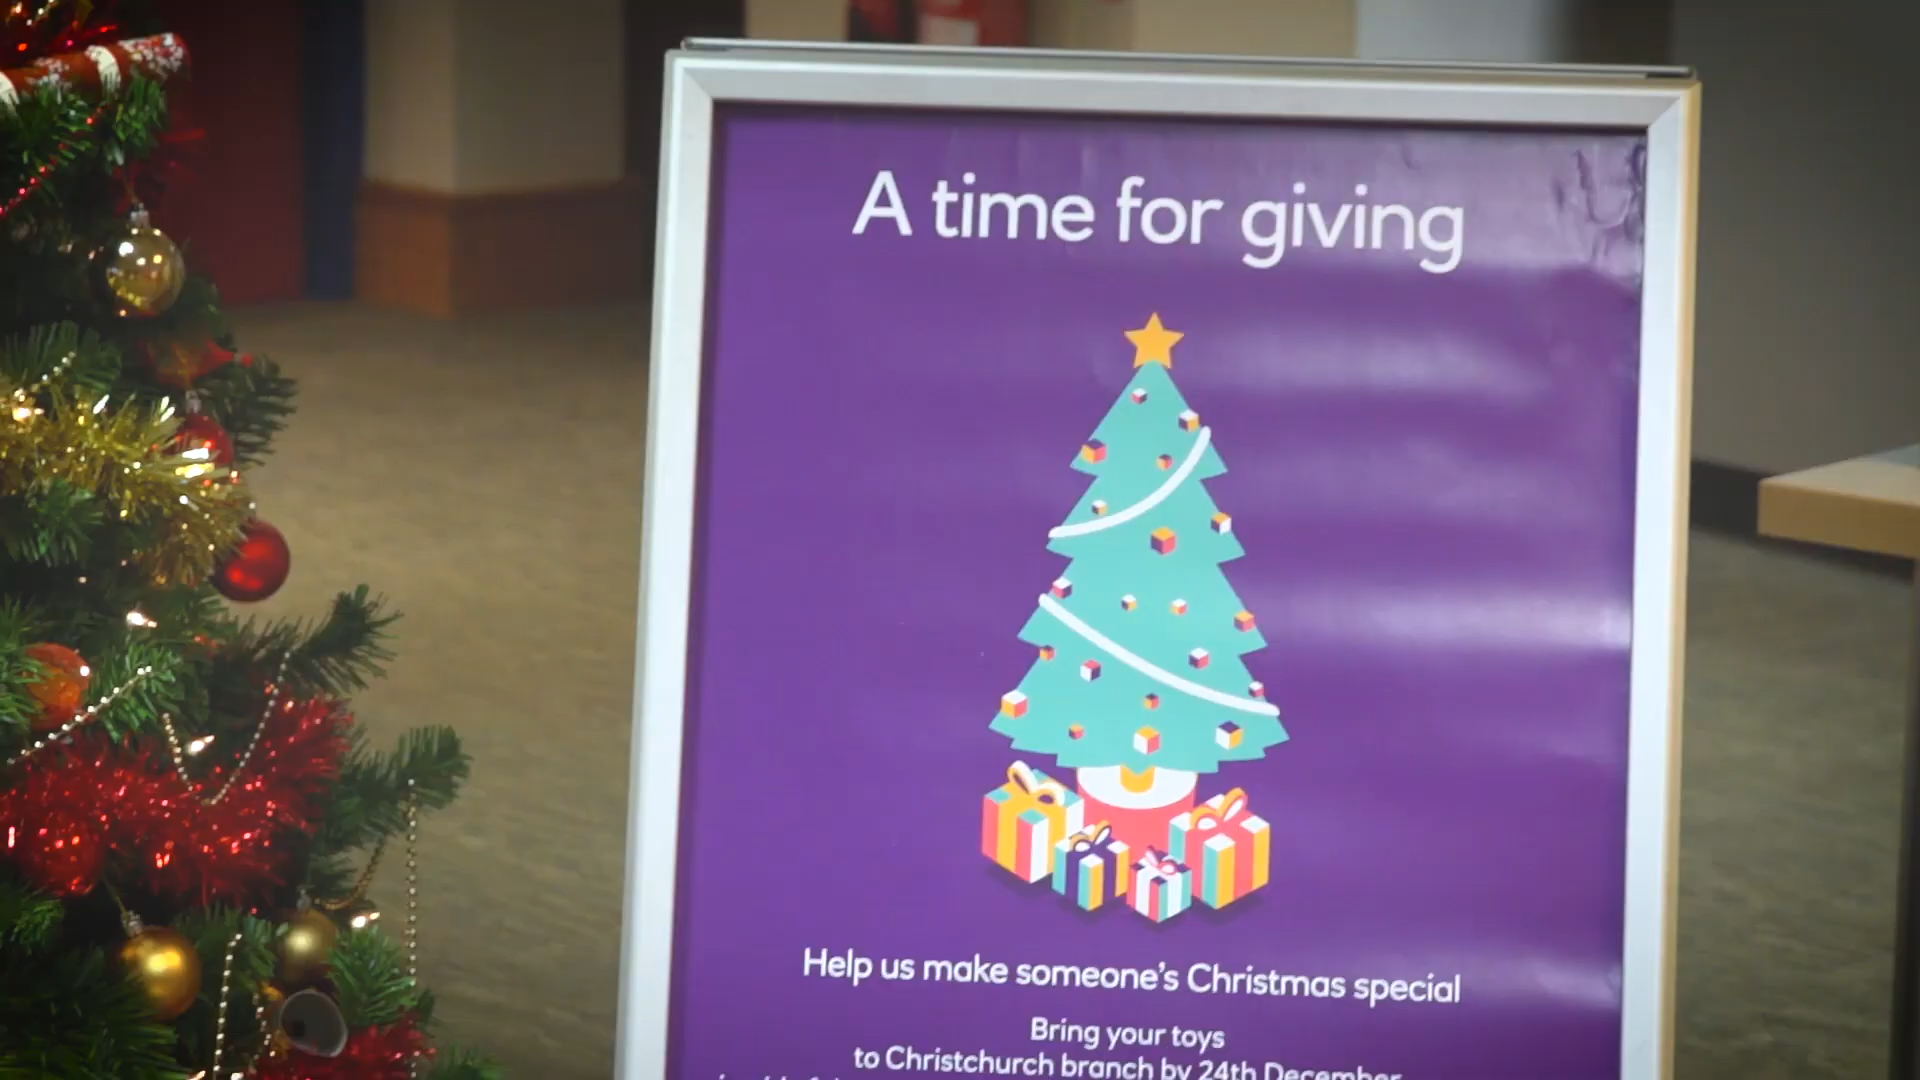 A time for giving
Help us make someone's Christmas special
Bring your toys
to Christchurch branch by 24th December